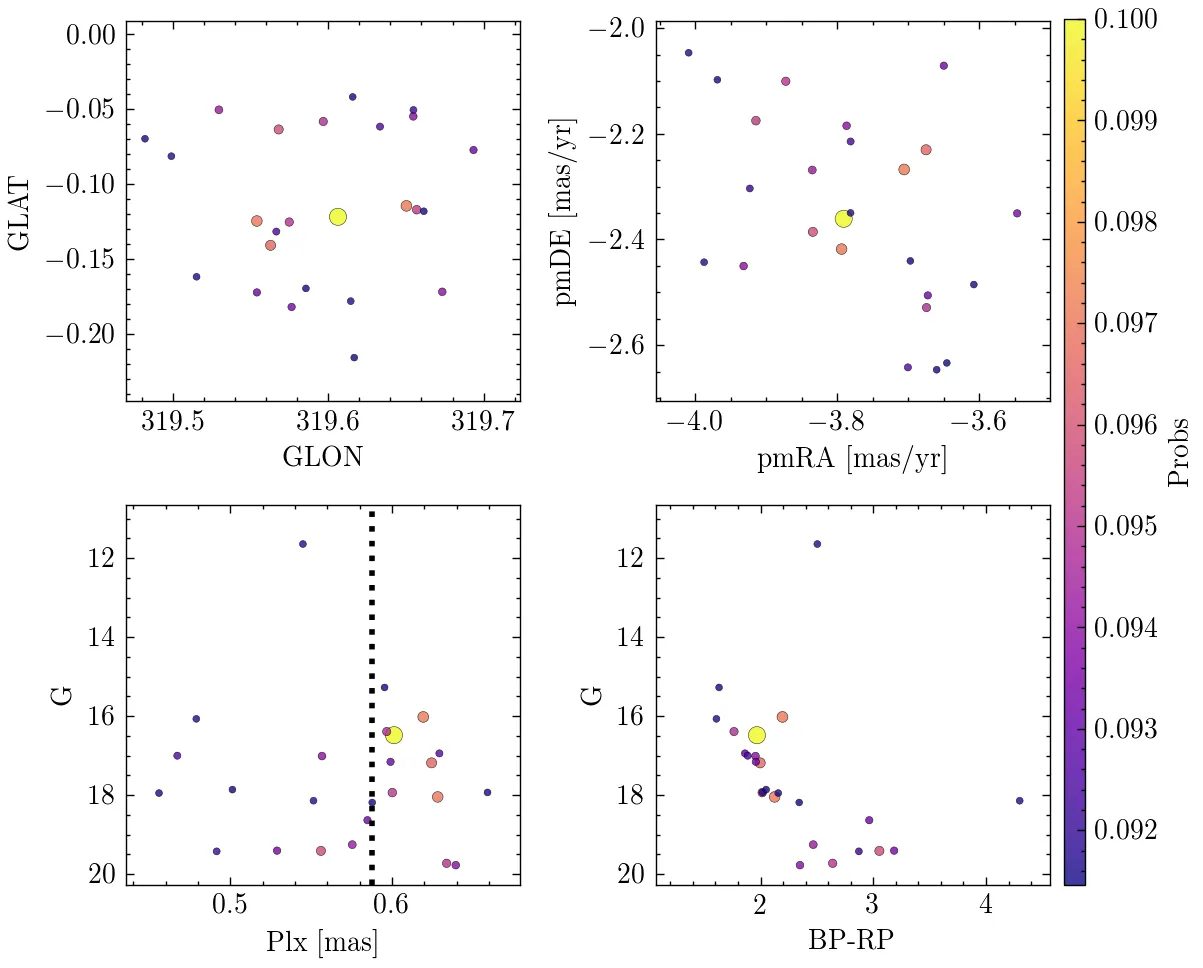 0.00
−0.05
−0.10
−0.15
−0.20
GLAT
319.5 319.6 319.7
GLON
−2.0
−2.2
−2.4
−2.6
pmDE [mas/yr]
−4.0 −3.8 −3.6
pmRA [mas/yr]
12
14
16
18
20
G
0.5 0.6
Plx [mas]
12
14
16
18
20
G
2 3 4
BP-RP
0.100
0.099
0.098
0.097
0.096
0.095
0.094
0.093
0.092
Probs